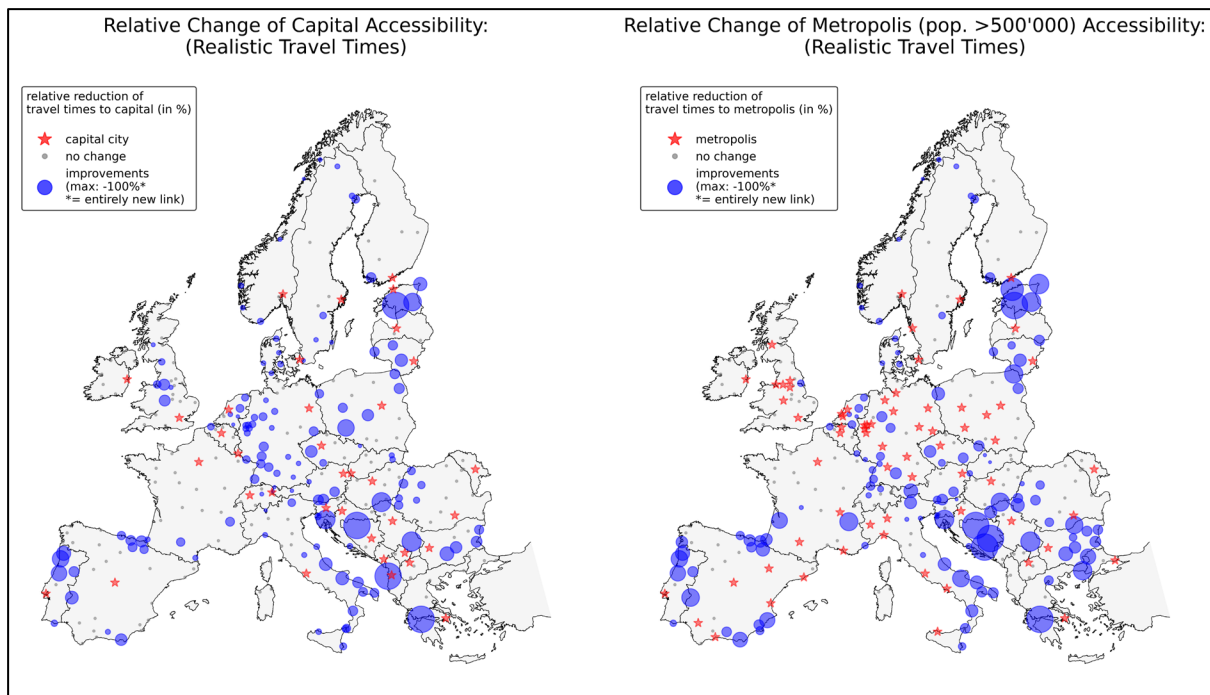 Relative Change of Capital Accessibility:
(Realistic Travel Times)
relative reduction of
travel times to capital (in %)
capital city
no change
improvements
(max: -100%*
*= entirely new link)
Relative Change of Metropolis (pop. >500'000) Accessibility:
(Realistic Travel Times)
relative reduction of
travel times to metropolis (in %)
metropolis
no change
improvements
(max: -100%*
*= entirely new link)